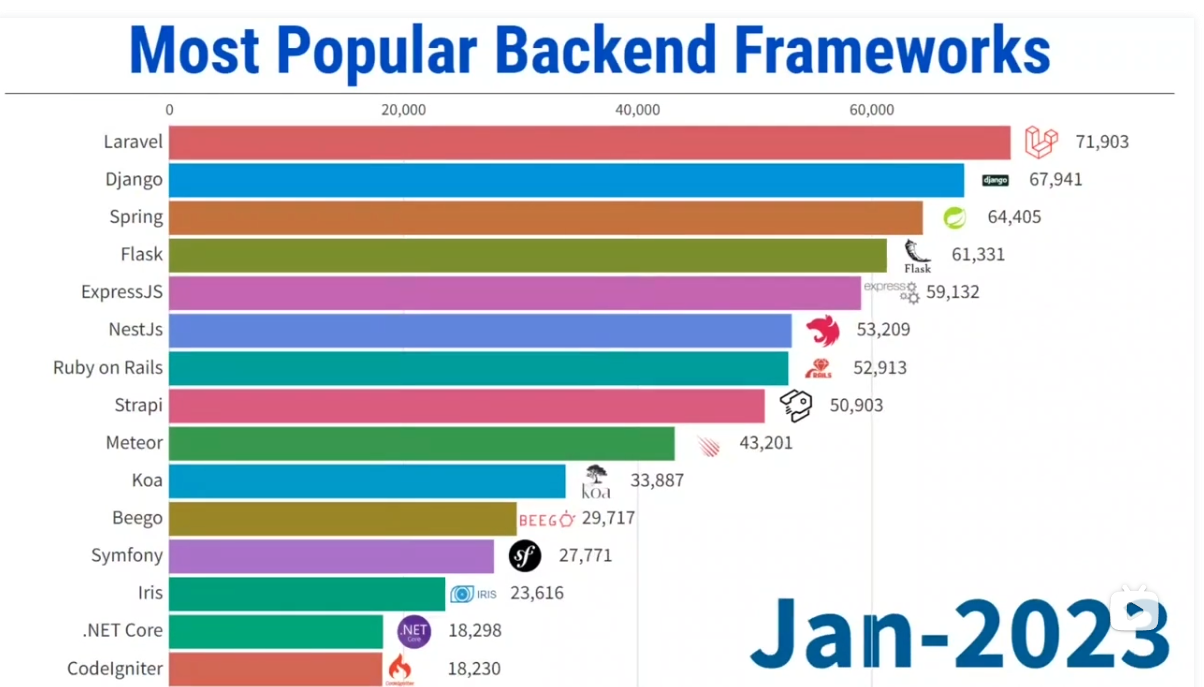 Most Popular Backend Frameworks
0 20,000 40,000 60,000
Laravel 71,903
Django django 67,941
Spring 64,405
Flask Flask 61,331
ExpressJS express 59,132
NestJs 53,209
Ruby on Rails RAILS 52,913
Strapi 50,903
Meteor 43,201
Koa koa 33,887
Beego BEEGO 29,717
Symfony sf 27,771
Iris IRIS 23,616
.NET Core .NET Core 18,298
CodeIgniter CodeIgniter 18,230
Jan-2023